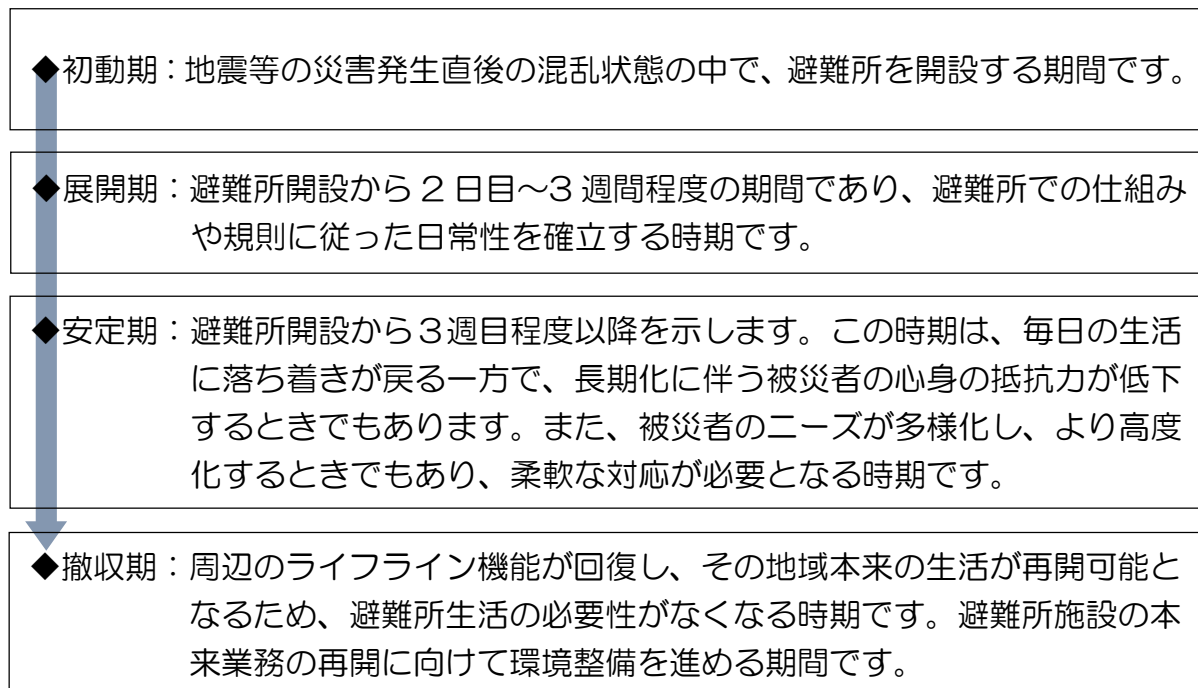 ◆初動期：地震等の災害発生直後の混乱状態の中で、避難所を開設する期間です。
◆展開期：避難所開設から2日目～3週間程度の期間であり、避難所での仕組み
や規則に従った日常性を確立する時期です。
◆安定期：避難所開設から３週目程度以降を示します。この時期は、毎日の生活
に落ち着きが戻る一方で、長期化に伴う被災者の心身の抵抗力が低下
するときでもあります。また、被災者のニーズが多様化し、より高度
化するときでもあり、柔軟な対応が必要となる時期です。
◆撤収期：周辺のライフライン機能が回復し、その地域本来の生活が再開可能と
なるため、避難所生活の必要性がなくなる時期です。避難所施設の本
来業務の再開に向けて環境整備を進める期間です。